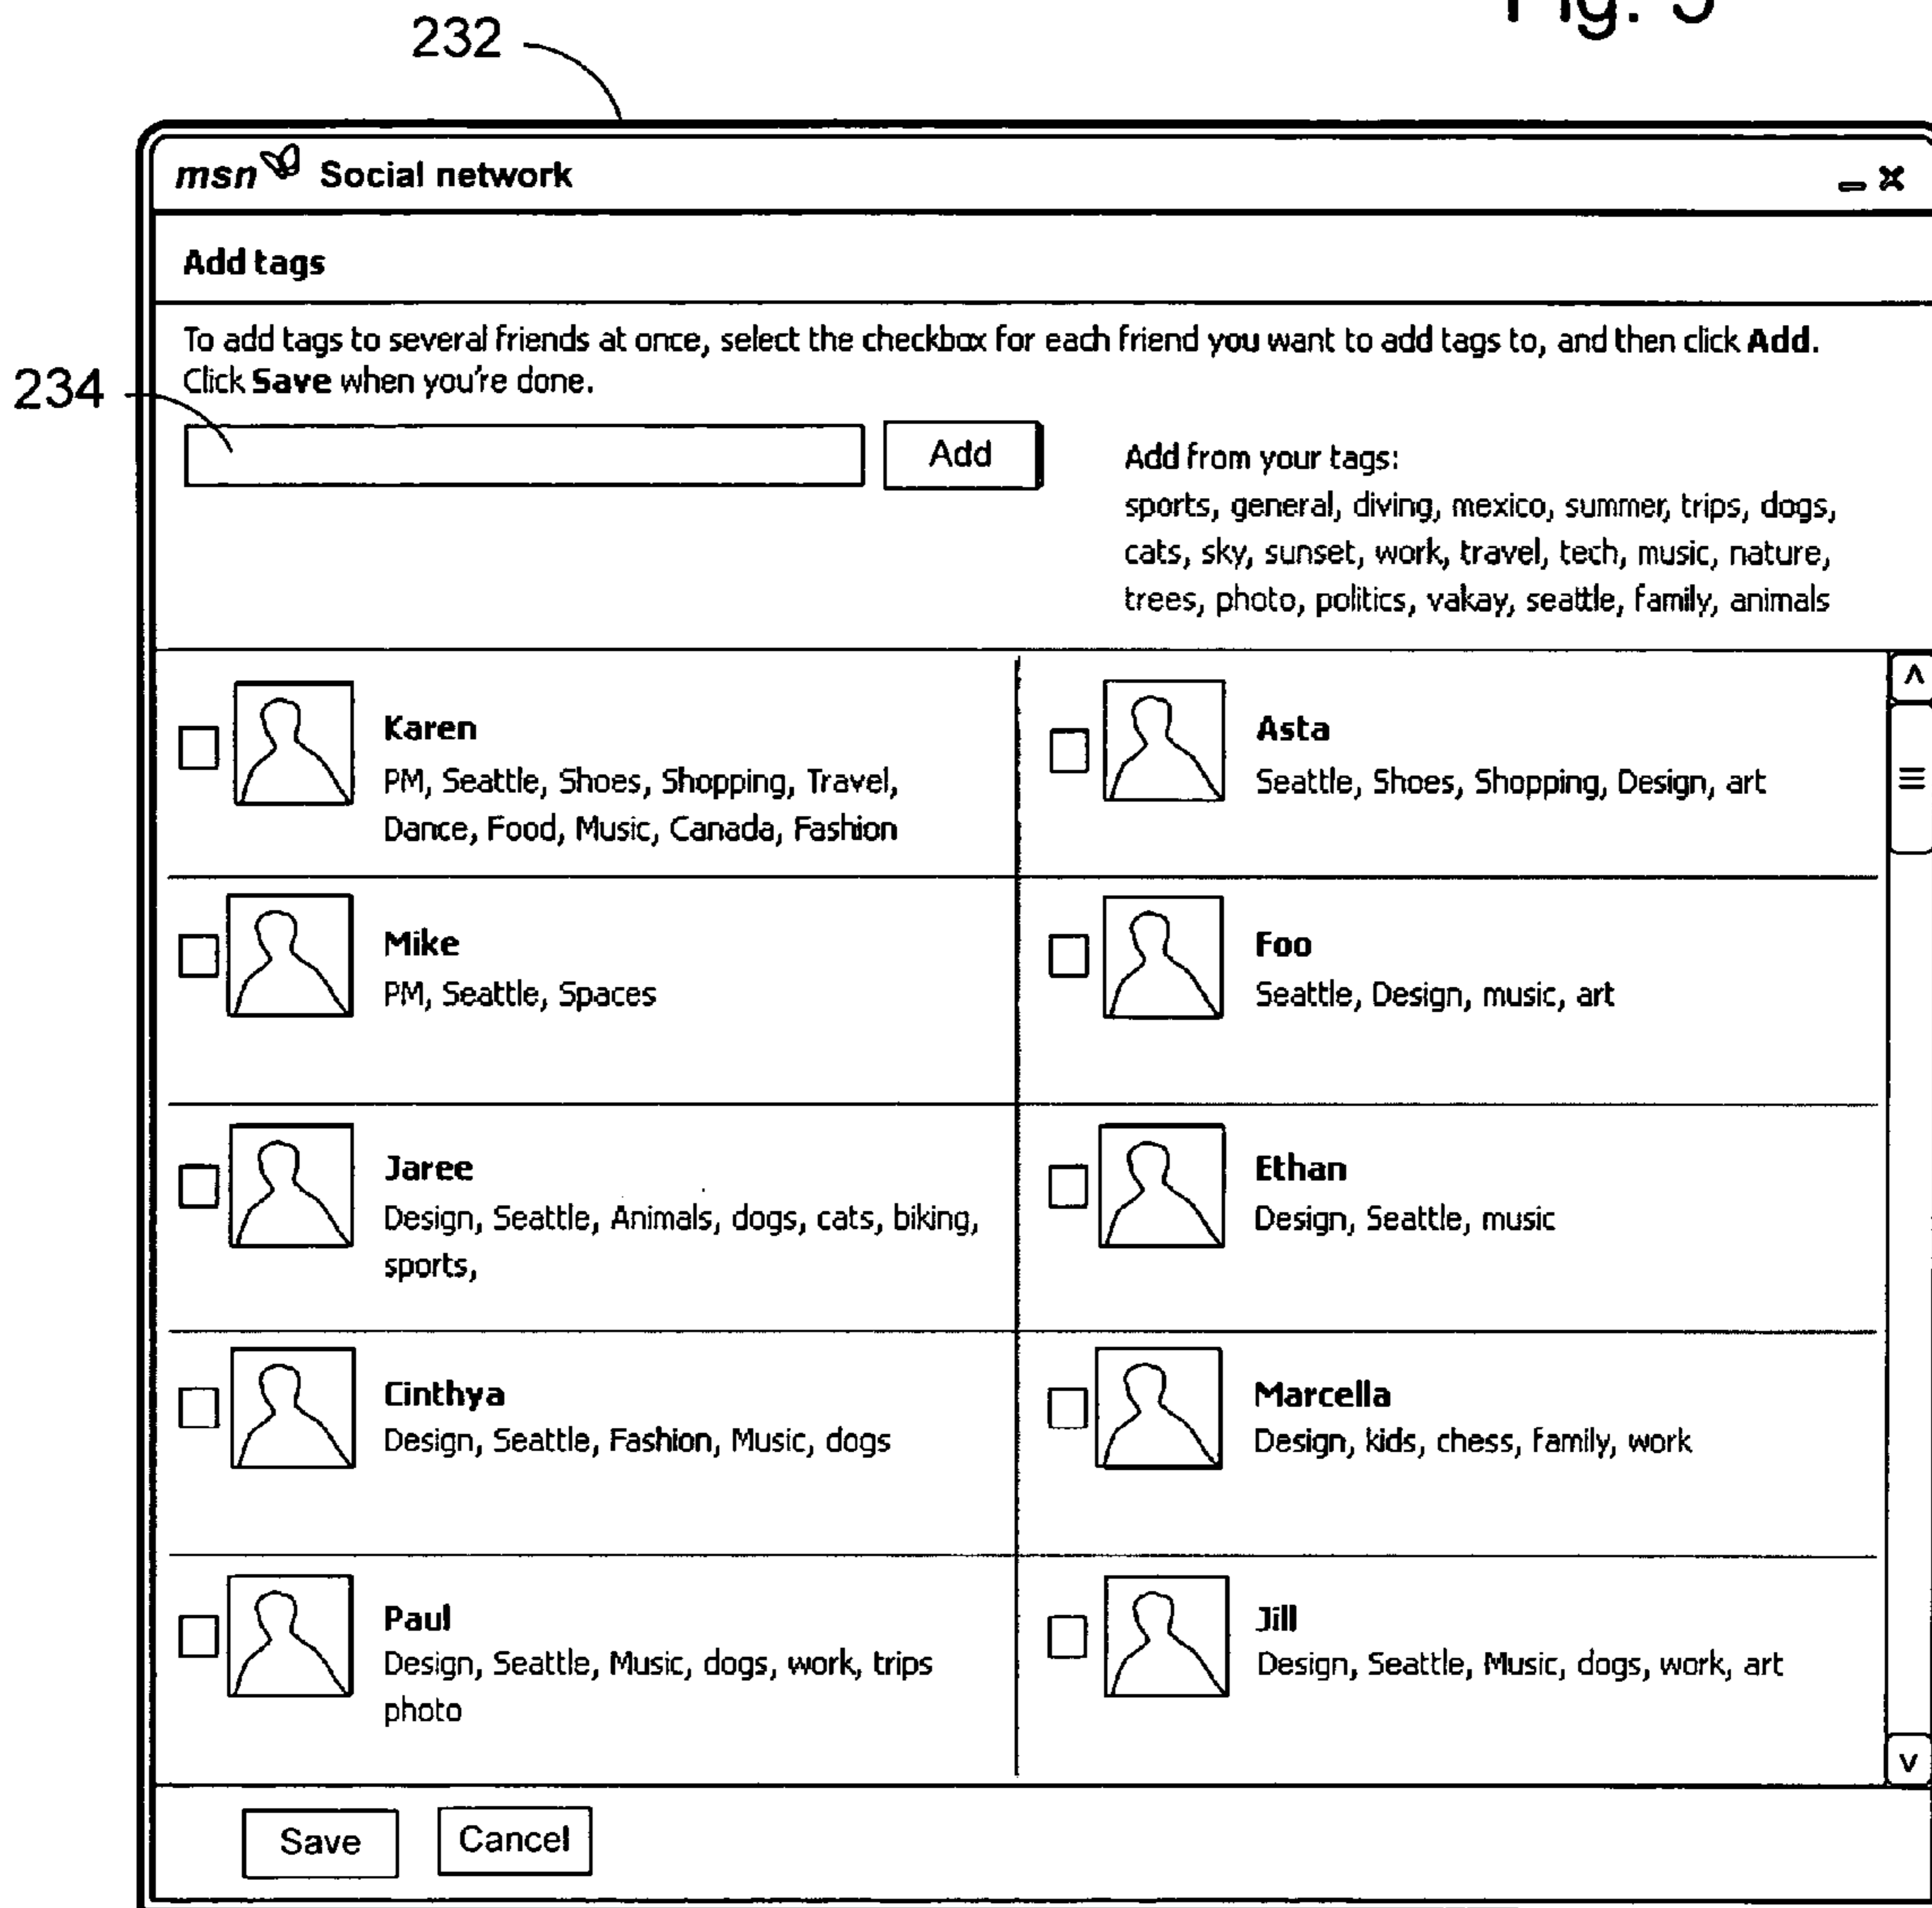 Fig.
232
msn Social network
Add tags
To add tags to several friends at once, select the checkbox for each friend you want to add tags to, and then click Add.
Click Save when you're done.
234
Add
Add from your tags:
sports, general, diving, mexico, summer, trips, dogs,
cats, sky, sunset, work, travel, tech, music, nature,
trees, photo, politics, vakay, seattle, family, animals
Karen
PM, Seattle, Shoes, Shopping, Travel,
Dance, Food, Music, Canada, Fashion
Asta
Seattle, Shoes, Shopping, Design, art
Mike
PM, Seattle, Spaces
Foo
Seattle, Design, music, art
Jaree
Design, Seattle, Animals, dogs, cats, biking,
sports,
Ethan
Design, Seattle, music
Cinthya
Design, Seattle, Fashion, Music, dogs
Marcella
Design, kids, chess, family, work
Paul
Design, Seattle, Music, dogs, work, trips
photo
Jill
Design, Seattle, Music, dogs, work, art
Save
Cancel